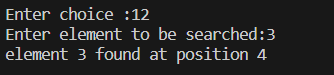 Enter choice :12
Enter element to be searched:3
element 3 found at position 4